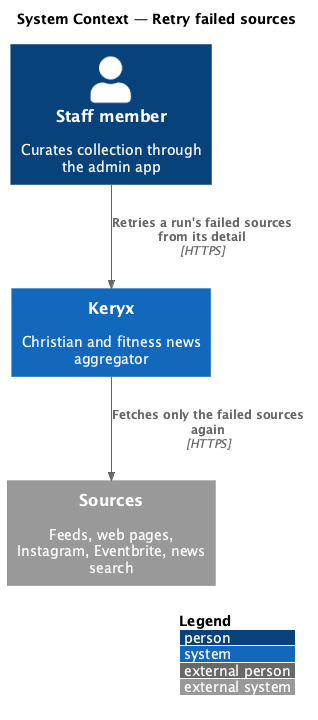 System Context — Retry failed sources
Staff member
Curates collection through
the admin app
Retries a run's failed sources
from its detail
[HTTPS]
Keryx
Christian and fitness news
aggregator
Fetches only the failed sources
again
[HTTPS]
Sources
Feeds, web pages,
Instagram, Eventbrite, news
search
Legend
person
system
external person
external system